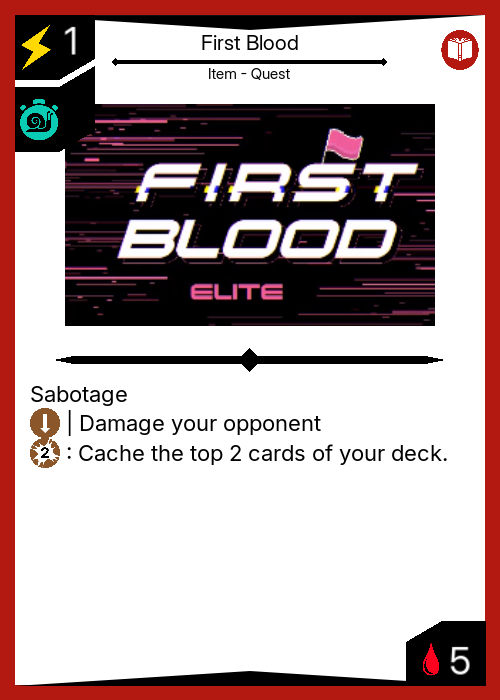 1
First Blood
Item - Quest
FIRST
BLOOD
ELITE
Sabotage
| Damage your opponent
2 : Cache the top 2 cards of your deck.
5